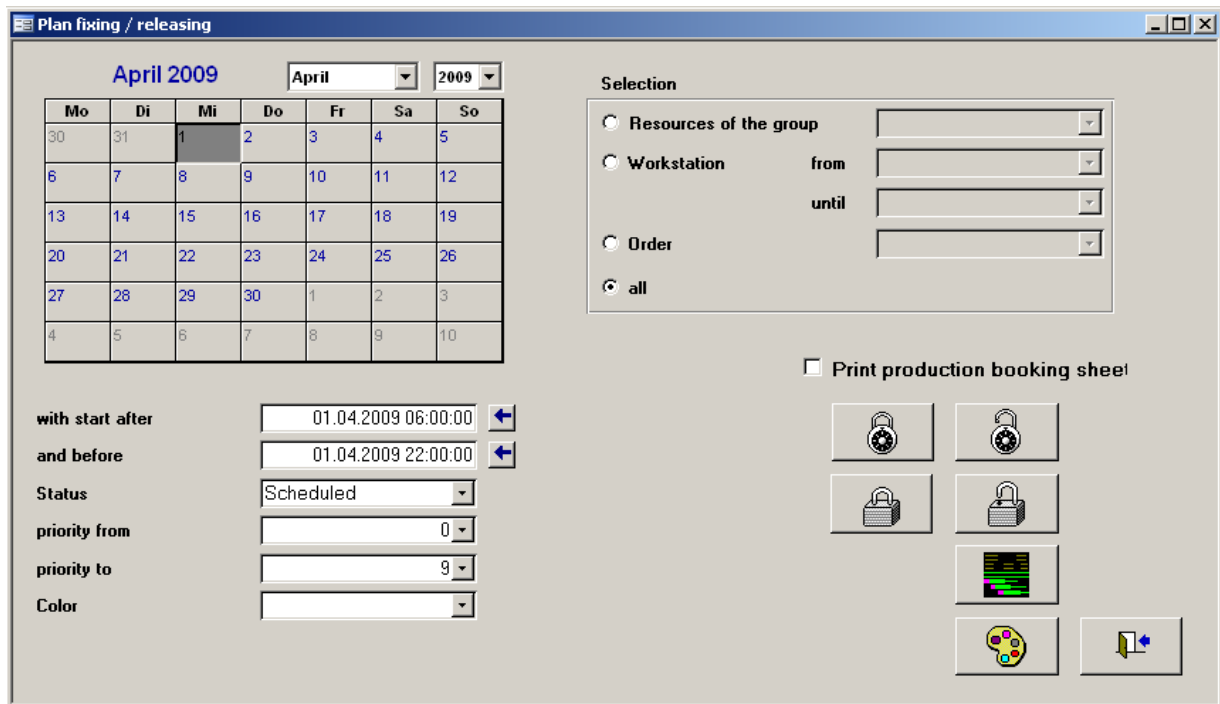 Plan fixing / releasing
April 2009 April 2009
Mo Di Mi Do Fr Sa So
30 31 1 2 3 4 5
6 7 8 9 10 11 12
13 14 15 16 17 18 19
20 21 22 23 24 25 26
27 28 29 30 1 2 3
4 5 6 7 8 9 10
with start after 01.04.2009 06:00:00
and before 01.04.2009 22:00:00
Status Scheduled
priority from 0
priority to 9
Color
Selection
Resources of the group
Workstation from
until
Order
all
Print production booking sheet